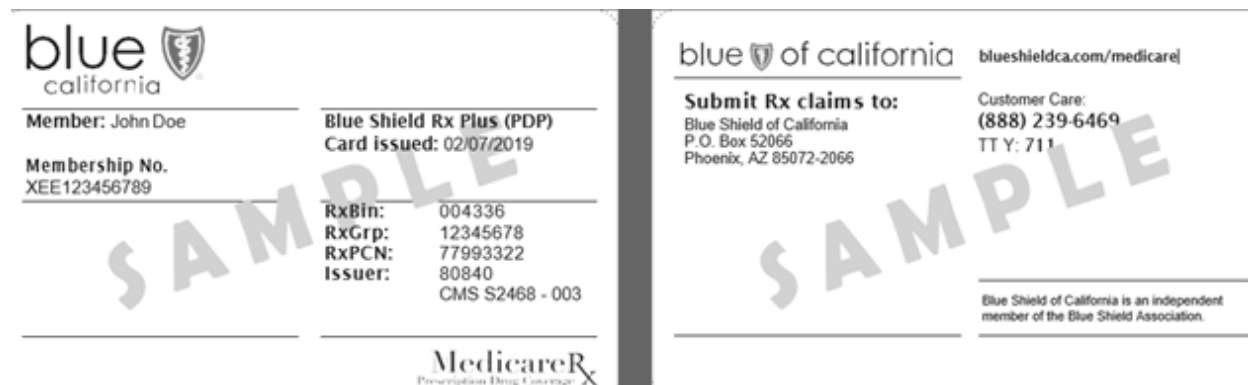 blue
california
Member: John Doe
Membership No.
XEE123456789
Blue Shield Rx Plus (PDP)
Card issued: 02/07/2019
RxBin: 004336
RxGrp: 12345678
RxPCN: 77993322
Issuer: 80840
CMS S2468 - 003
MedicareRx
Prescription Drug Coverage
SAMPLE
blue of california
Submit Rx claims to:
Blue Shield of California
P.O. Box 52066
Phoenix, AZ 85072-2066
blueshieldca.com/medicare
Customer Care:
(888) 239-6469
TTY: 711
Blue Shield of California is an independent
member of the Blue Shield Association.
SAMPLE